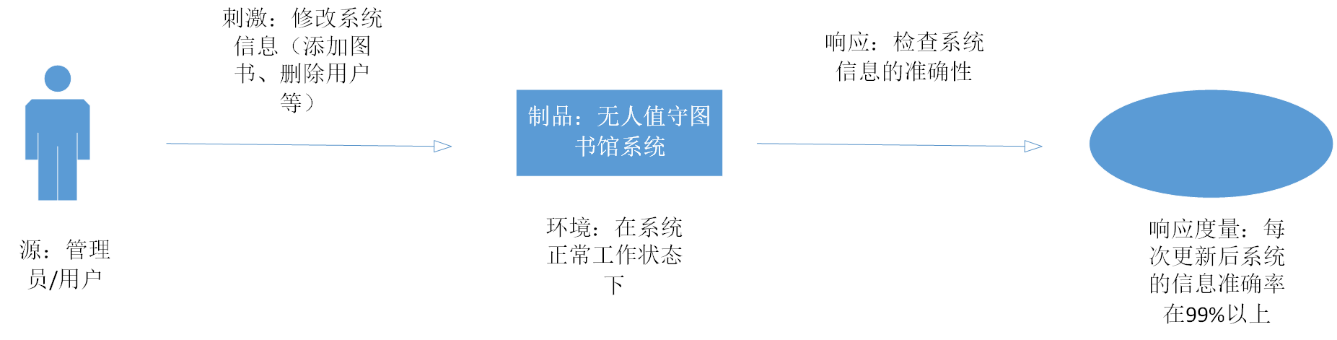 刺激：修改系统
信息（添加图
书、删除用户
等）
响应：检查系统
信息的准确性
制品：无人值守图
书馆系统
源：管理
员/用户
环境：在系统
正常工作状态
下
响应度量：每
次更新后系统
的信息准确率
在99%以上